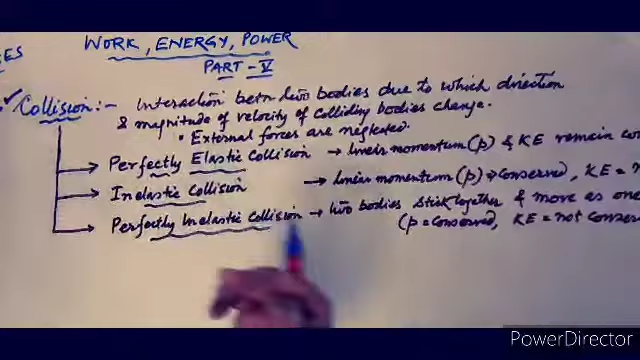 WORK, ENERGY, POWER
PART - V
✓ Collision :- Interaction betn two bodies due to which direction
& magnitude of velocity of colliding bodies change.
• External forces are neglected.
→ Perfectly Elastic Collision → linear momentum (p) & KE remain con
→ Inelastic Collision → linear momentum (p) → conserved, KE = n
→ Perfectly Inelastic Collision → two bodies stick together & move as one
(p = conserved, KE = not conser
PowerDirector